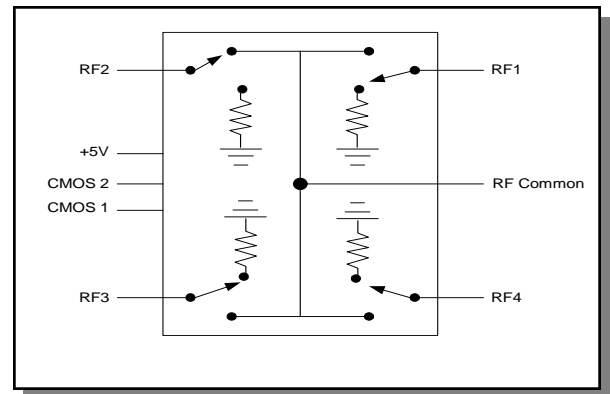 RF2
RF1
+5V
CMOS 2
RF Common
CMOS 1
RF3
RF4